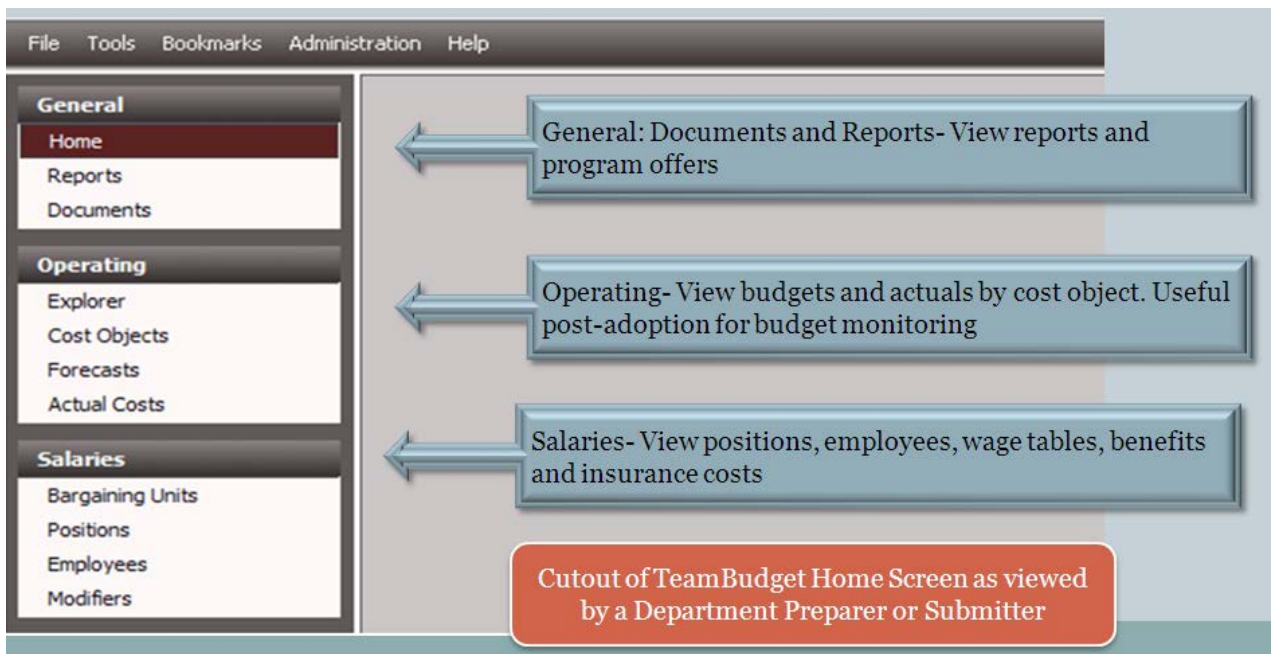 File Tools Bookmarks Administration Help
General
Home
Reports
Documents
General: Documents and Reports- View reports and
program offers
Operating
Explorer
Cost Objects
Forecasts
Actual Costs
Operating- View budgets and actuals by cost object. Useful
post-adoption for budget monitoring
Salaries
Bargaining Units
Positions
Employees
Modifiers
Salaries- View positions, employees, wage tables, benefits
and insurance costs
Cutout of TeamBudget Home Screen as viewed
by a Department Preparer or Submitter